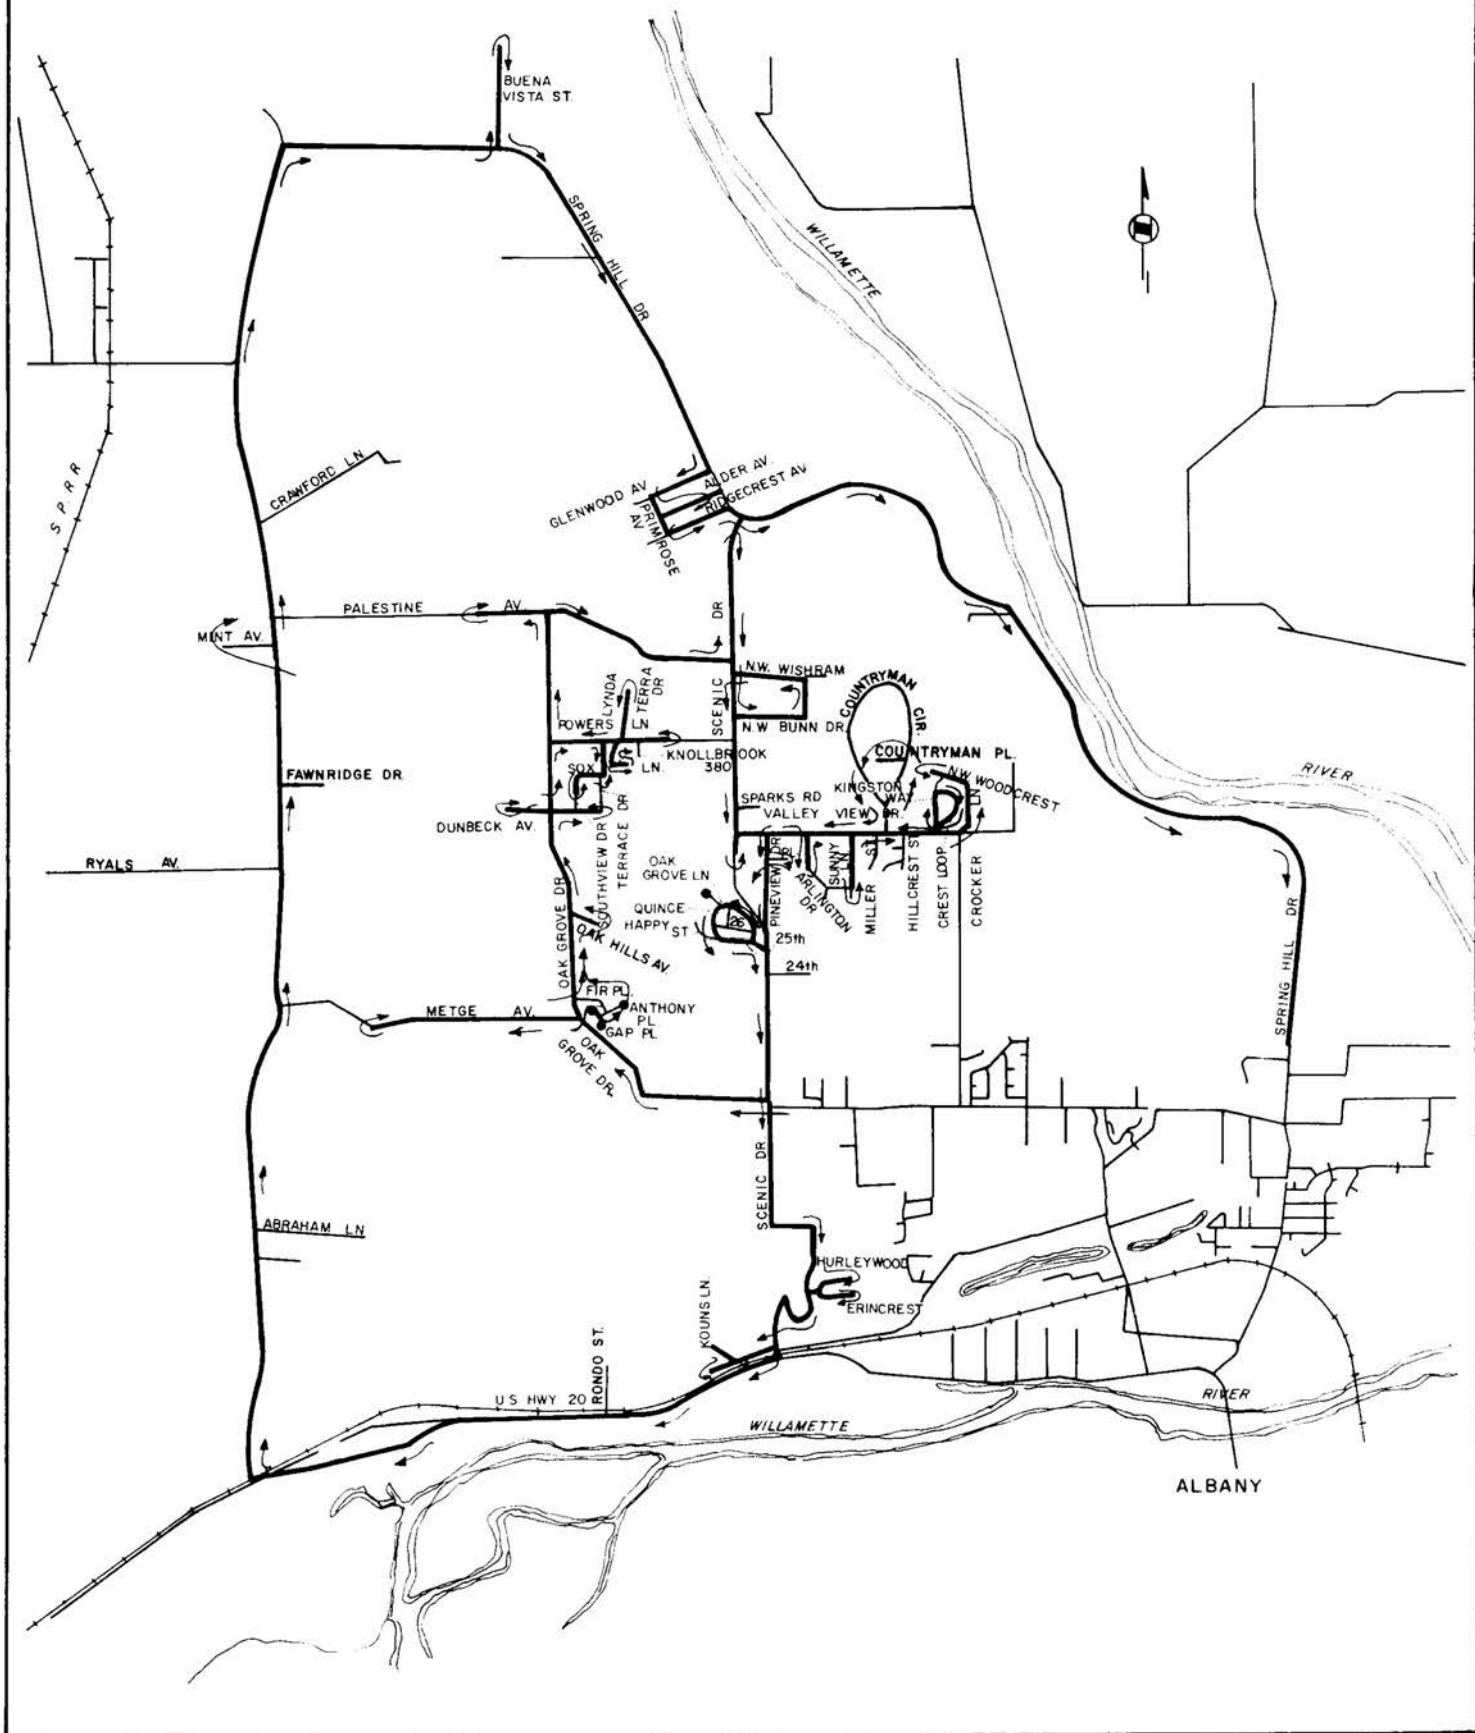 BUENA
VISTA ST.
SPRING HILL DR
WILLAMETTE
S P. R R
CRAWFORD LN
GLENWOOD AV
ALDER AV.
RIDGECREST AV
PRIMROSE
AV
PALESTINE AV.
MINT AV.
SCENIC DR
N.W. WISHRAM
LYNDA
TERRA
DR
COUNTRYMAN CIR.
POWERS LN
N.W BUNN DR.
KNOLLBROOK
COUNTRYMAN PL.
SOX LN.
380
FAWNRIDGE DR
KINGSTON
WAY
N.W WOODCREST
LN
RIVER
SPARKS RD
VALLEY VIEW DR.
DUNBECK AV.
SOUTHVIEW DR
TERRACE DR
RYALS AV.
OAK
GROVE LN
PINEVIEW DR
PL
ARLINGTON
DR
SUNNY
LN
MILLER
ST
HILLCREST ST
CREST LOOP
CROCKER
QUINCE
HAPPY ST
26
25th
24th
OAK GROVE DR.
OAK HILLS AV.
SPRING HILL DR
FIR PL.
METGE AV.
ANTHONY
PL
GAP PL
OAK
GROVE DR.
SCENIC DR.
ABRAHAM LN
HURLEYWOOD
ERINCREST
KOUNS LN.
RONDO ST.
U S HWY 20
RIVER
WILLAMETTE
ALBANY